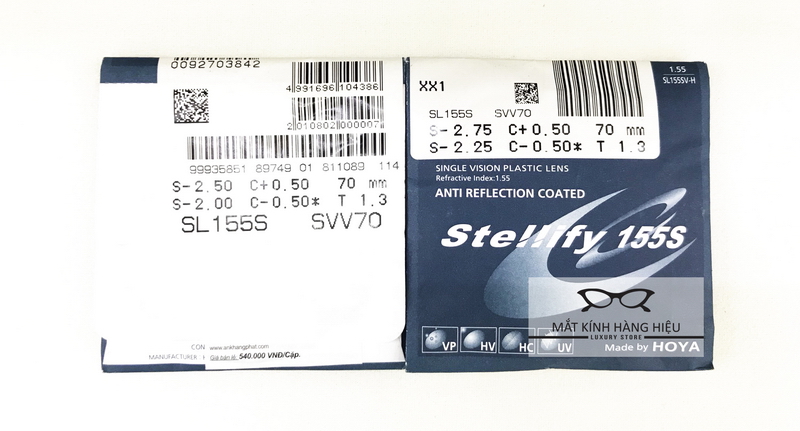 0092703842
4 991696 104386
2 010802 000007
99935851 89749 01 811089 114
S-2.50 C+0.50 70 mm
S-2.00 C-0.50* T 1.3
SL155S SVV70
CON www.ankhangphat.com
MANUFACTURER Giá bán lẻ: 540.000 VNĐ/Cặp.
XX1
1.55
SL155SV-H
SL155S SVV70
S-2.75 C+0.50 70 mm
S-2.25 C-0.50* T 1.3
SINGLE VISION PLASTIC LENS
Refractive Index:1.55
ANTI REFLECTION COATED
Stellify 155S
MẮT KÍNH HÀNG HIỆU
LUXURY STORE
VP HV HC UV
Made by HOYA